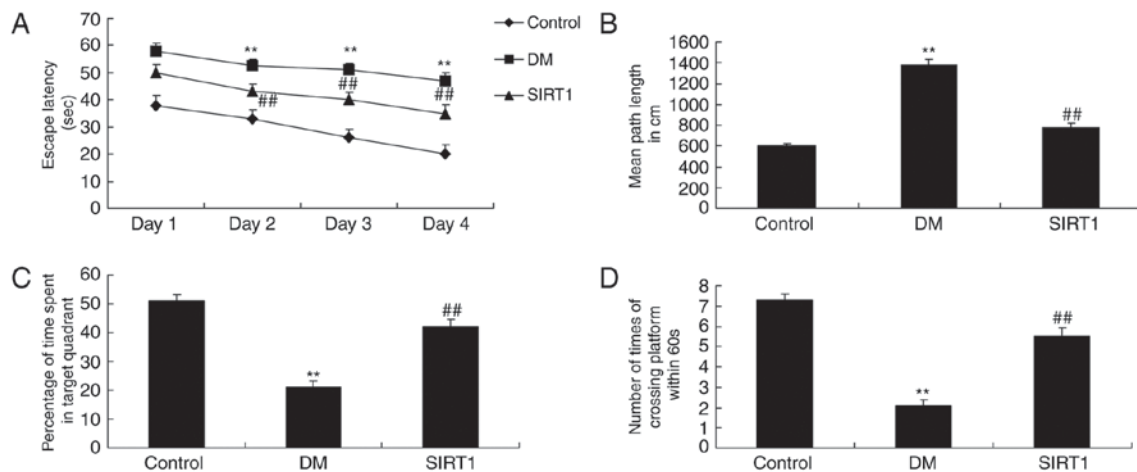 A
Escape latency
(sec)
70
60
50
40
30
20
10
0
** ** **
## ## ##
Day 1 Day 2 Day 3 Day 4
Control
DM
SIRT1
B
Mean path length
in cm
1600
1400
1200
1000
800
600
400
200
0
**
##
Control DM SIRT1
C
Percentage of time spent
in target quadrant
60
50
40
30
20
10
0
**
##
Control DM SIRT1
D
Number of times of
crossing platform
within 60s
8
7
6
5
4
3
2
1
0
**
##
Control DM SIRT1